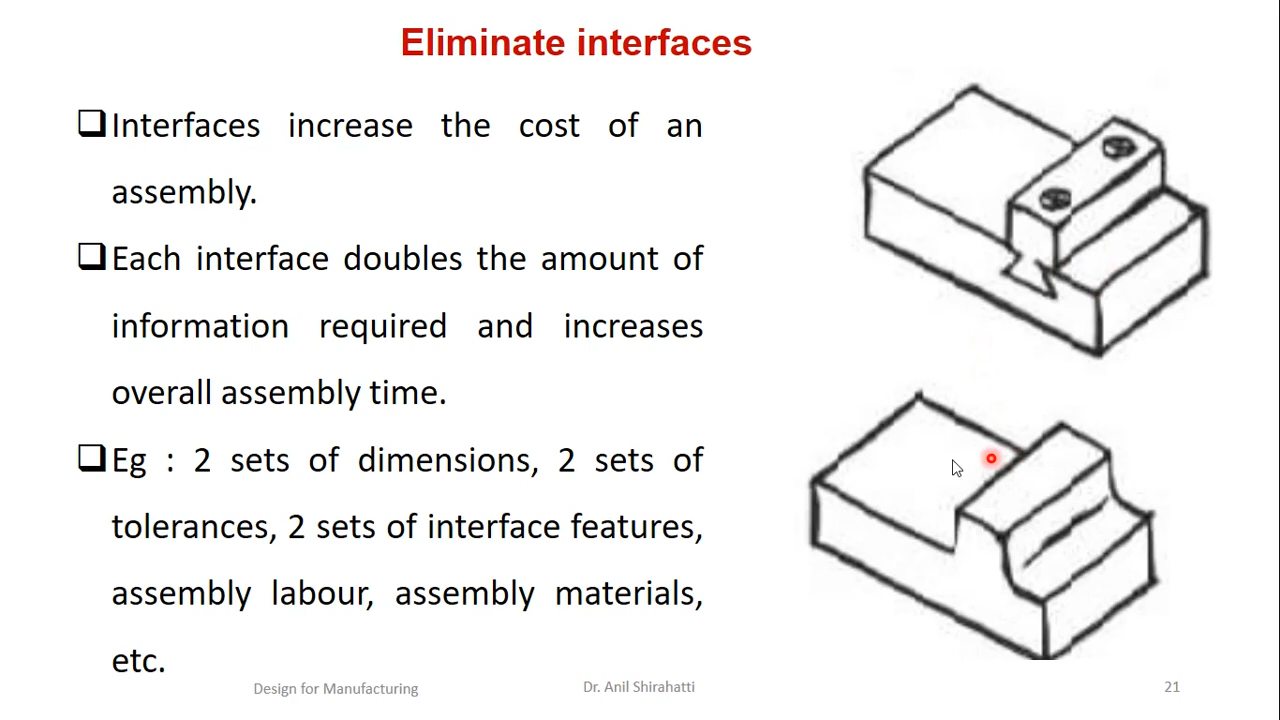 Eliminate interfaces
❑Interfaces increase the cost of an
assembly.
❑Each interface doubles the amount of
information required and increases
overall assembly time.
❑Eg : 2 sets of dimensions, 2 sets of
tolerances, 2 sets of interface features,
assembly labour, assembly materials,
etc.
Design for Manufacturing
Dr. Anil Shirahatti
21